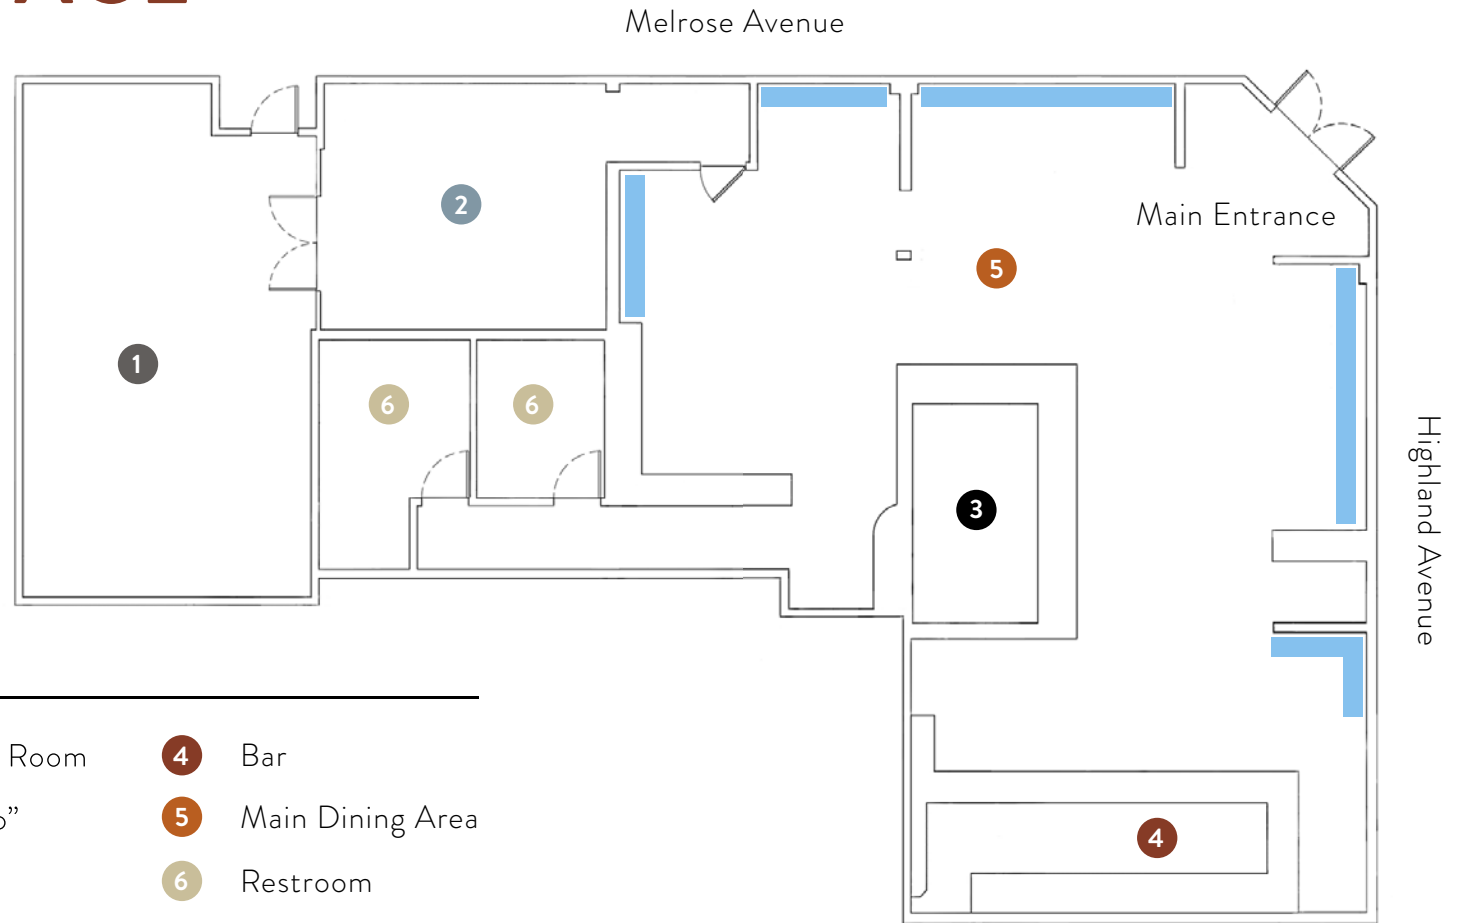 Melrose Avenue
2
Main Entrance
5
1
6
6
3
Highland Avenue
Room
4 Bar
5 Main Dining Area
4
6 Restroom